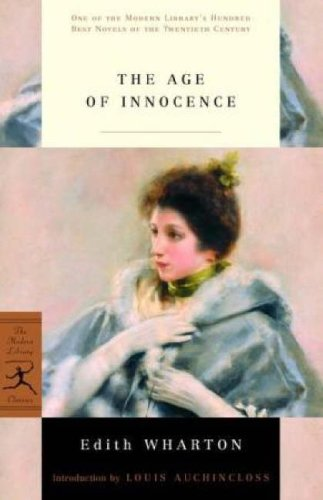 One of the Modern Library's Hundred
Best Novels of the Twentieth Century
THE AGE
OF INNOCENCE
The
Modern
Library
Classics
Edith WHARTON
Introduction by LOUIS AUCHINCLOSS